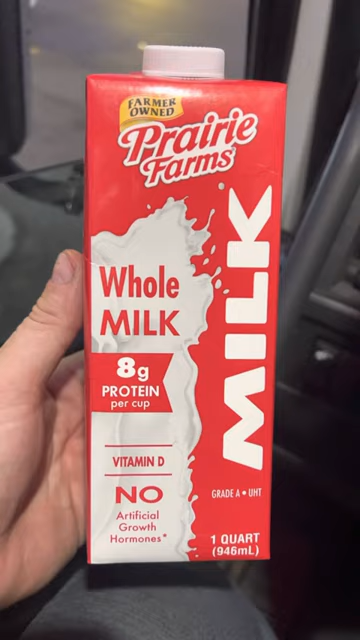 FARMER
OWNED
Prairie
Farms
MILK
Whole
MILK
8g
PROTEIN
per cup
VITAMIN D
NO
Artificial
Growth
Hormones*
GRADE A • UHT
1 QUART
(946mL)